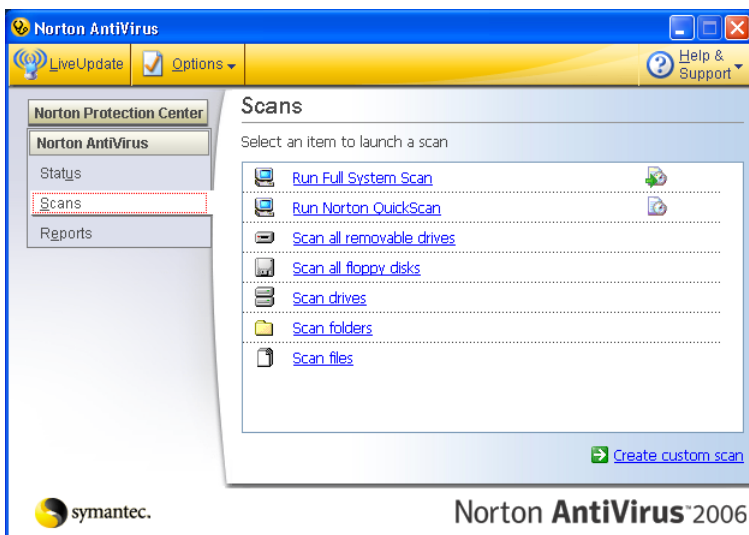 Norton AntiVirus
LiveUpdate
Options
Help & Support
Norton Protection Center
Norton AntiVirus
Status
Scans
Reports
Scans
Select an item to launch a scan
Run Full System Scan
Run Norton QuickScan
Scan all removable drives
Scan all floppy disks
Scan drives
Scan folders
Scan files
Create custom scan
symantec.
Norton AntiVirus™2006